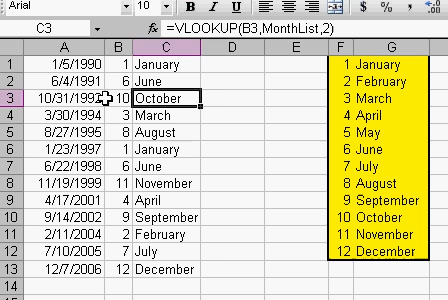 Arial 10 B I U
C3 fx =VLOOKUP(B3,MonthList,2)
A B C D E F G
1 1/5/1990 1 January 1 January
2 6/4/1991 6 June 2 February
3 10/31/1992 10 October 3 March
4 3/30/1994 3 March 4 April
5 8/27/1995 8 August 5 May
6 1/23/1997 1 January 6 June
7 6/22/1998 6 June 7 July
8 11/19/1999 11 November 8 August
9 4/17/2001 4 April 9 September
10 9/14/2002 9 September 10 October
11 2/11/2004 2 February 11 November
12 7/10/2005 7 July 12 December
13 12/7/2006 12 December
14
15